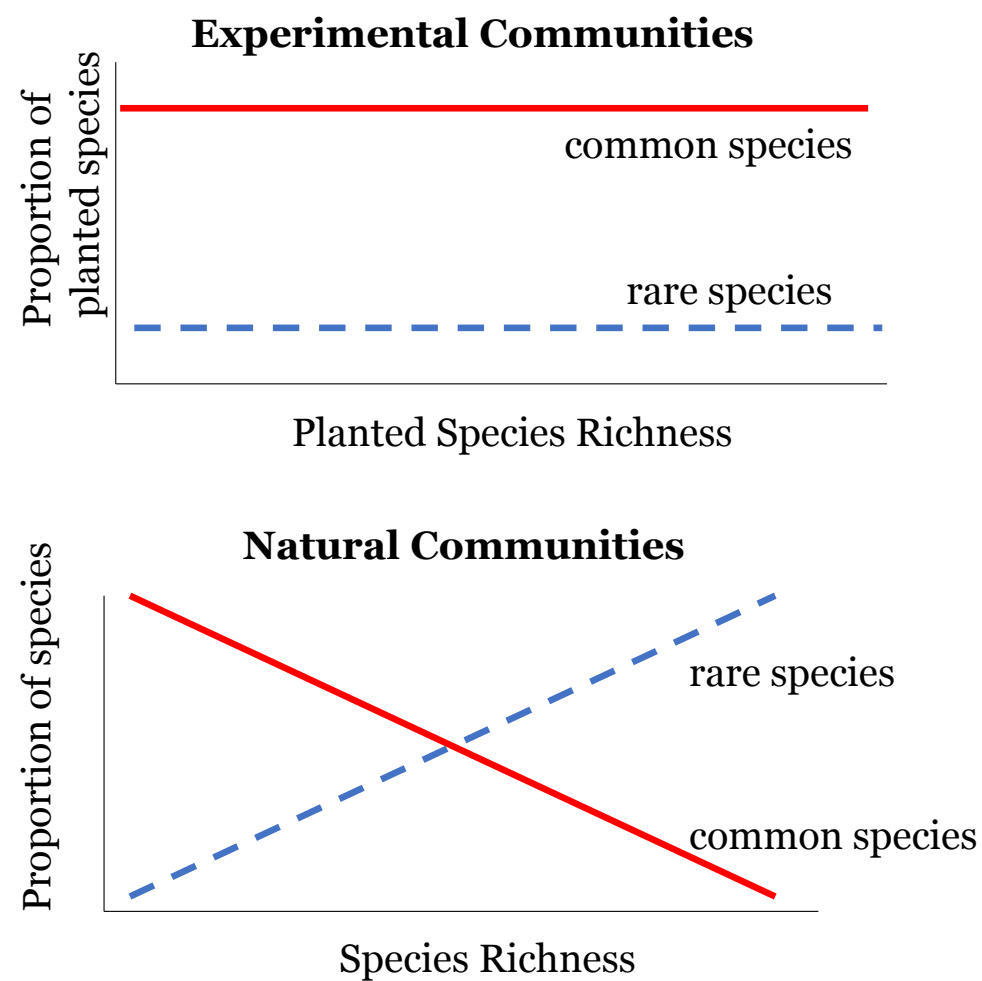 Experimental Communities
Proportion of
planted species
common species
rare species
Planted Species Richness
Natural Communities
Proportion of species
rare species
common species
Species Richness